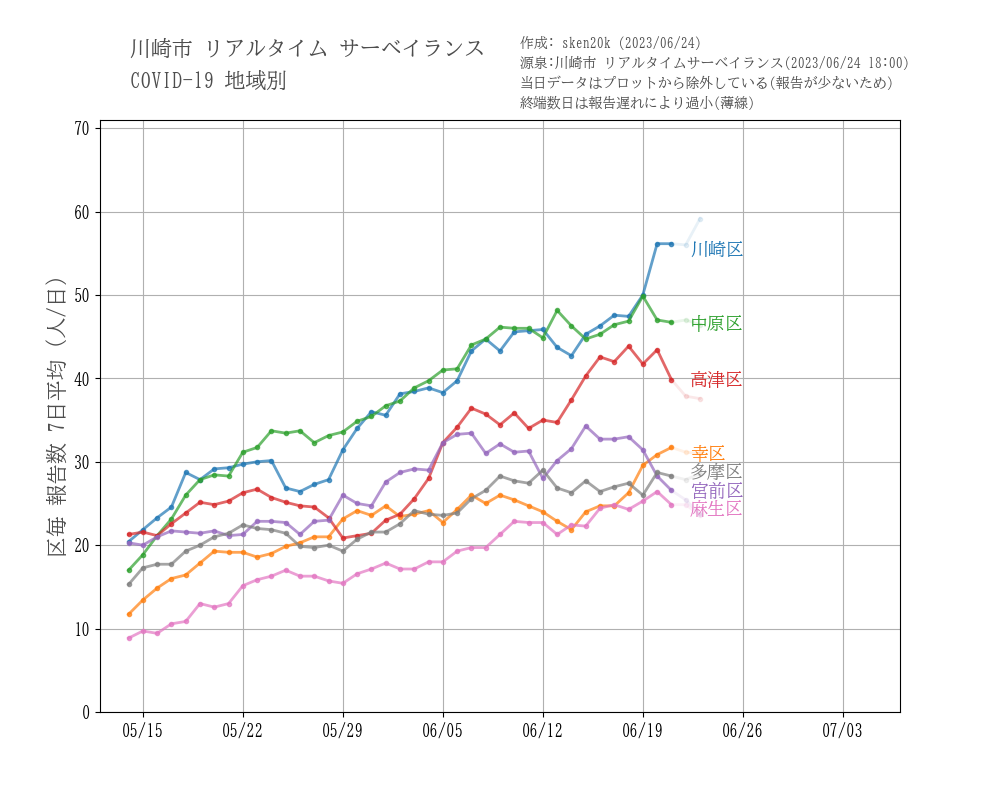 川崎市 リアルタイム サーベイランス
COVID-19 地域別
作成: sken20k (2023/06/24)
源泉:川崎市 リアルタイムサーベイランス(2023/06/24 18:00)
当日データはプロットから除外している(報告が少ないため)
終端数日は報告遅れにより過小(薄線)
区毎 報告数 7日平均 (人/日)
70
60
50
40
30
20
10
0
川崎区
中原区
高津区
幸区
多摩区
宮前区
麻生区
05/15
05/22
05/29
06/05
06/12
06/19
06/26
07/03